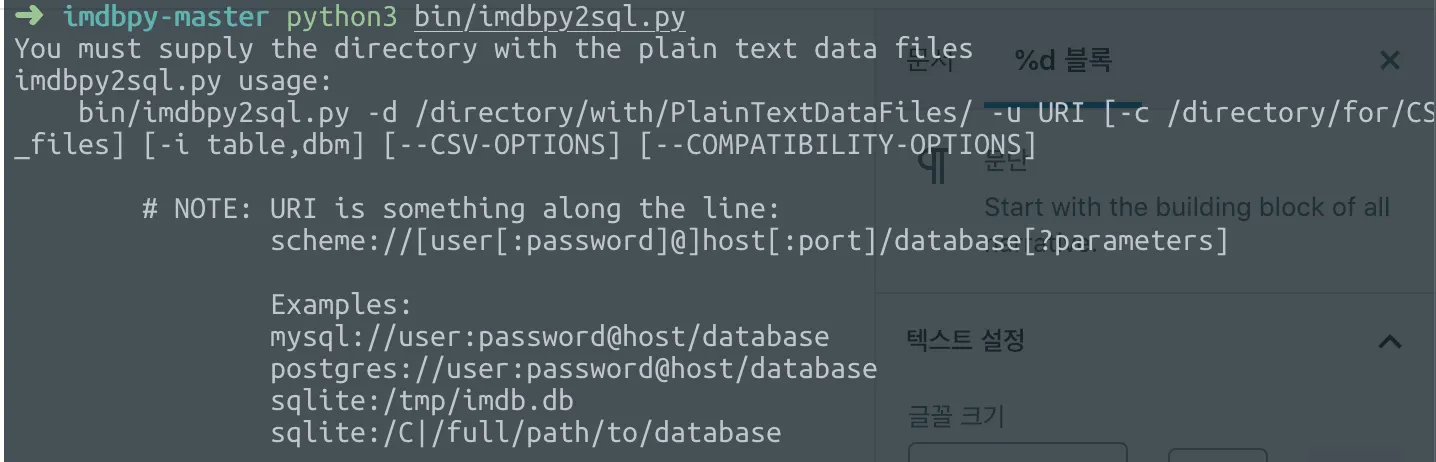 ➜ imdbpy-master python3 bin/imdbpy2sql.py
You must supply the directory with the plain text data files
imdbpy2sql.py usage:
bin/imdbpy2sql.py -d /directory/with/PlainTextDataFiles/ -u URI [-c /directory/for/CS
_files] [-i table,dbm] [--CSV-OPTIONS] [--COMPATIBILITY-OPTIONS]
# NOTE: URI is something along the line:
scheme://[user[:password]@]host[:port]/database[?parameters]
Examples:
mysql://user:password@host/database
postgres://user:password@host/database
sqlite:/tmp/imdb.db
sqlite:/C|/full/path/to/database
문서 %d 블록
문단
Start with the building block of all
텍스트 설정
글꼴 크기